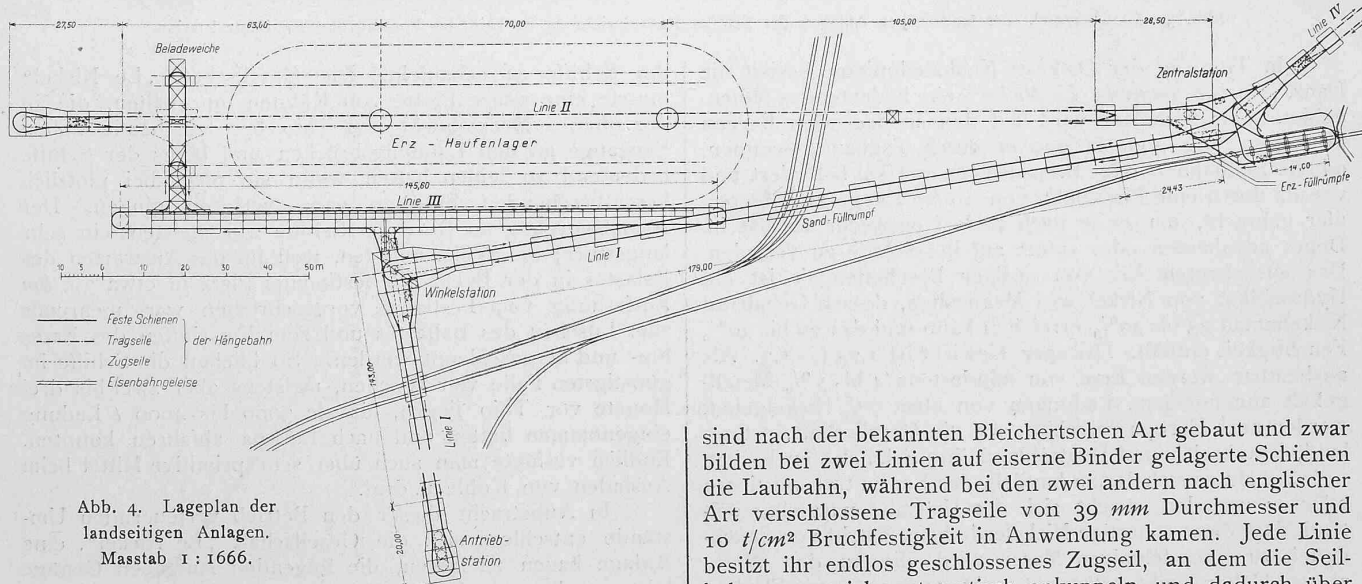 27,50
63,60
70,00
105,00
28,50
Linie IV
Beladeweiche
Zentralstation
Linie II
Erz Haufenlager
145,60
Linie III
14,00
Erz-Füllrümpfe
24,43
Sand-Füllrumpf
Linie I
179,00
10 5 0 10 20 30 40 50 m
Winkelstation
Feste Schienen
Tragseile
Zugseile
der Hängebahn
Eisenbahngeleise
143,00
Linie I
20,00
Antriebstation
Abb. 4. Lageplan der
landseitigen Anlagen.
Masstab 1 : 1666.
sind nach der bekannten Bleichertschen Art gebaut und zwar
bilden bei zwei Linien auf eiserne Binder gelagerte Schienen
die Laufbahn, während bei den zwei andern nach englischer
Art verschlossene Tragseile von 39 mm Durchmesser und
10 t/cm² Bruchfestigkeit in Anwendung kamen. Jede Linie
besitzt ihr endlos geschlossenes Zugseil, an dem die Seil-